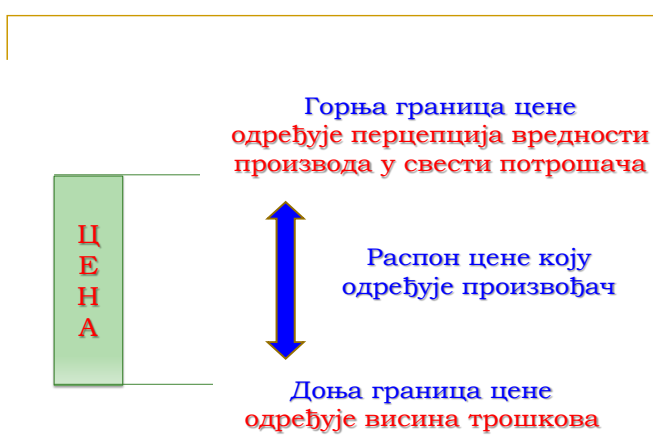 Горња граница цене
одређује перцепција вредности
производа у свести потрошача
Ц
Е
Н
А
Распон цене коју
одређује произвођач
Доња граница цене
одређује висина трошкова